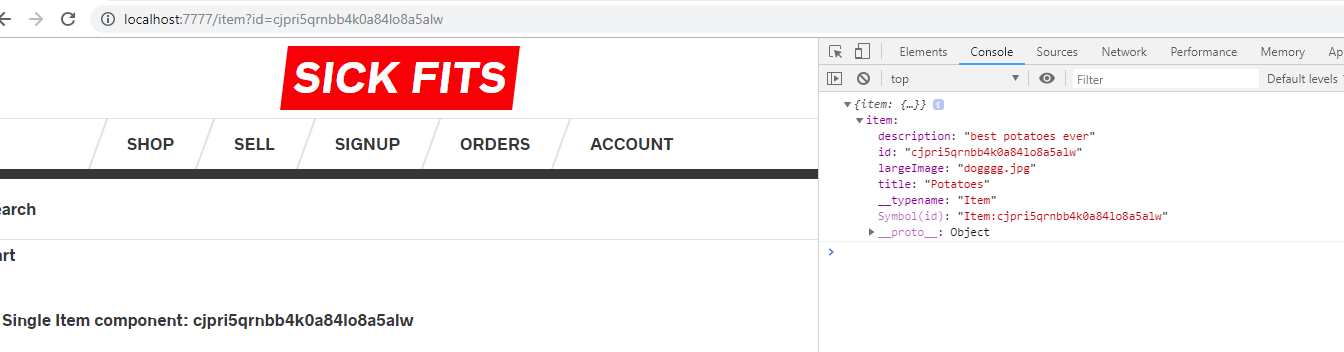 localhost:7777/item?id=cjpri5qrnbb4k0a84lo8a5alw
SICK FITS
SHOP SELL SIGNUP ORDERS ACCOUNT
earch
art
Single Item component: cjpri5qrnbb4k0a84lo8a5alw
Elements Console Sources Network Performance Memory Ap
top Filter Default levels
{item: {…}} i
item:
description: "best potatoes ever"
id: "cjpri5qrnbb4k0a84lo8a5alw"
largeImage: "dogggg.jpg"
title: "Potatoes"
__typename: "Item"
Symbol(id): "Item:cjpri5qrnbb4k0a84lo8a5alw"
__proto__: Object